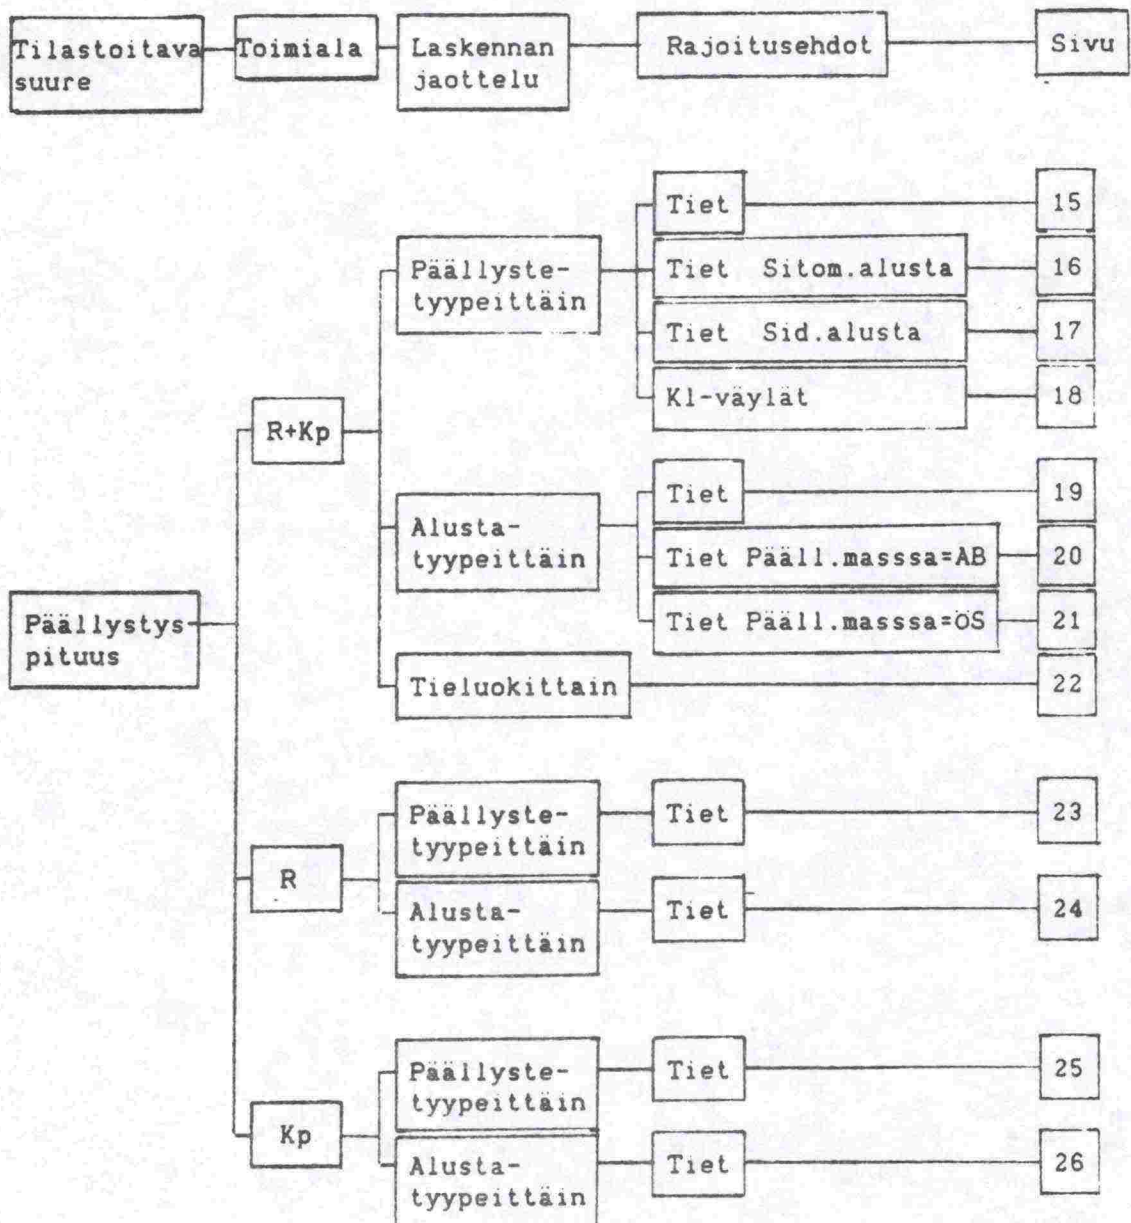 Tilastoitava suure
Toimiala
Laskennan jaottelu
Rajoitusehdot
Sivu
Päällystys pituus
R+Kp
Päällyste-
tyypeittäin
Tiet
15
Tiet Sitom.alusta
16
Tiet Sid.alusta
17
Kl-väylät
18
Alusta-
tyypeittäin
Tiet
19
Tiet Pääll.masssa=AB
20
Tiet Pääll.masssa=ÖS
21
Tieluokittain
22
R
Päällyste-
tyypeittäin
Tiet
23
Alusta-
tyypeittäin
Tiet
24
Kp
Päällyste-
tyypeittäin
Tiet
25
Alusta-
tyypeittäin
Tiet
26